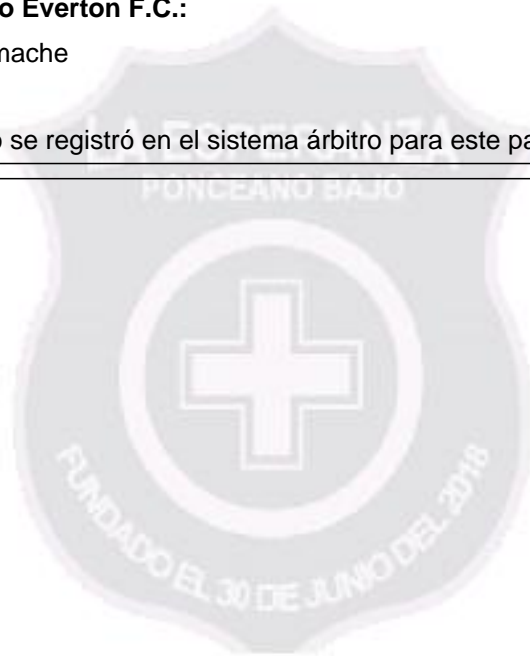 o Everton F.C.:
mache
o se registró en el sistema árbitro para este pa
LA ESPERANZA
PONCEANO BAJO
FUNDADO EL 30 DE JUNIO DEL 2018